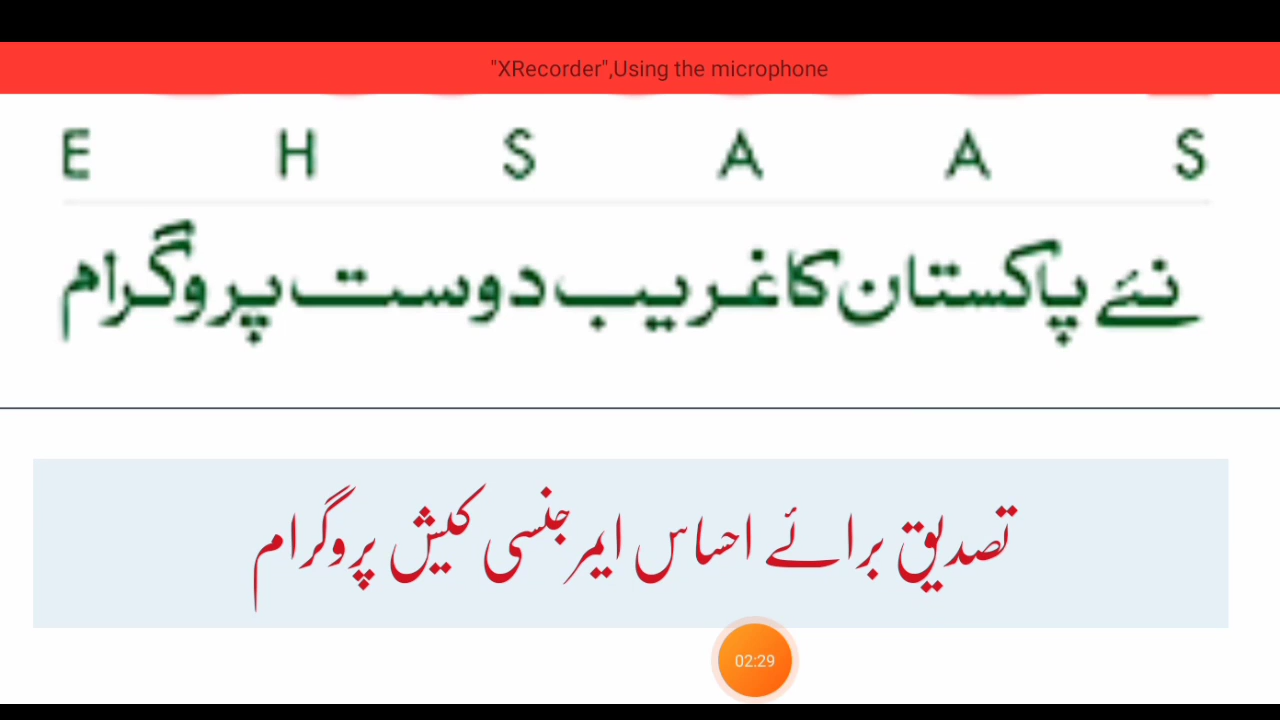 "XRecorder",Using the microphone
E H S A A S
نئے پاکستان کا غریب دوست پروگرام
تصدیق برائے احساس ایمرجنسی کیش پروگرام
02:29